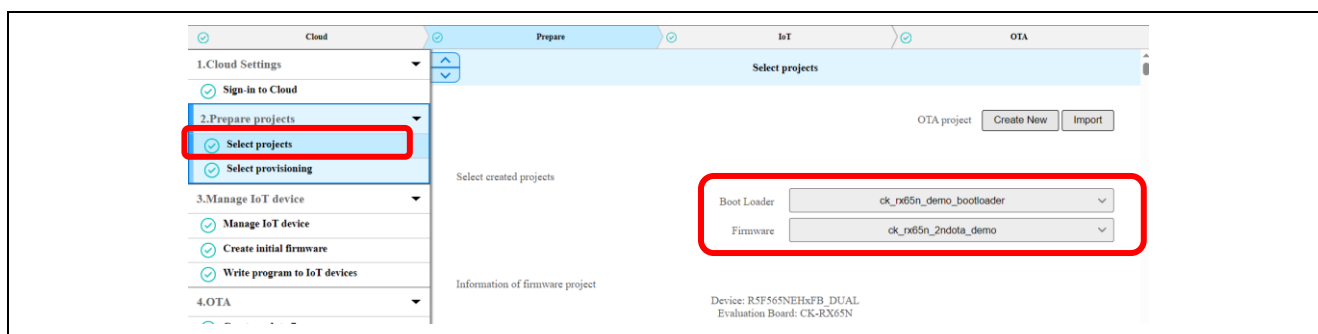 Cloud
Prepare
IoT
OTA
1.Cloud Settings
Sign-in to Cloud
2.Prepare projects
Select projects
Select provisioning
3.Manage IoT device
Manage IoT device
Create initial firmware
Write program to IoT devices
4.OTA
Select projects
OTA project Create New Import
Select created projects
Boot Loader ck_rx65n_demo_bootloader
Firmware ck_rx65n_2ndota_demo
Information of firmware project
Device: R5F565NEHxFB_DUAL
Evaluation Board: CK-RX65N